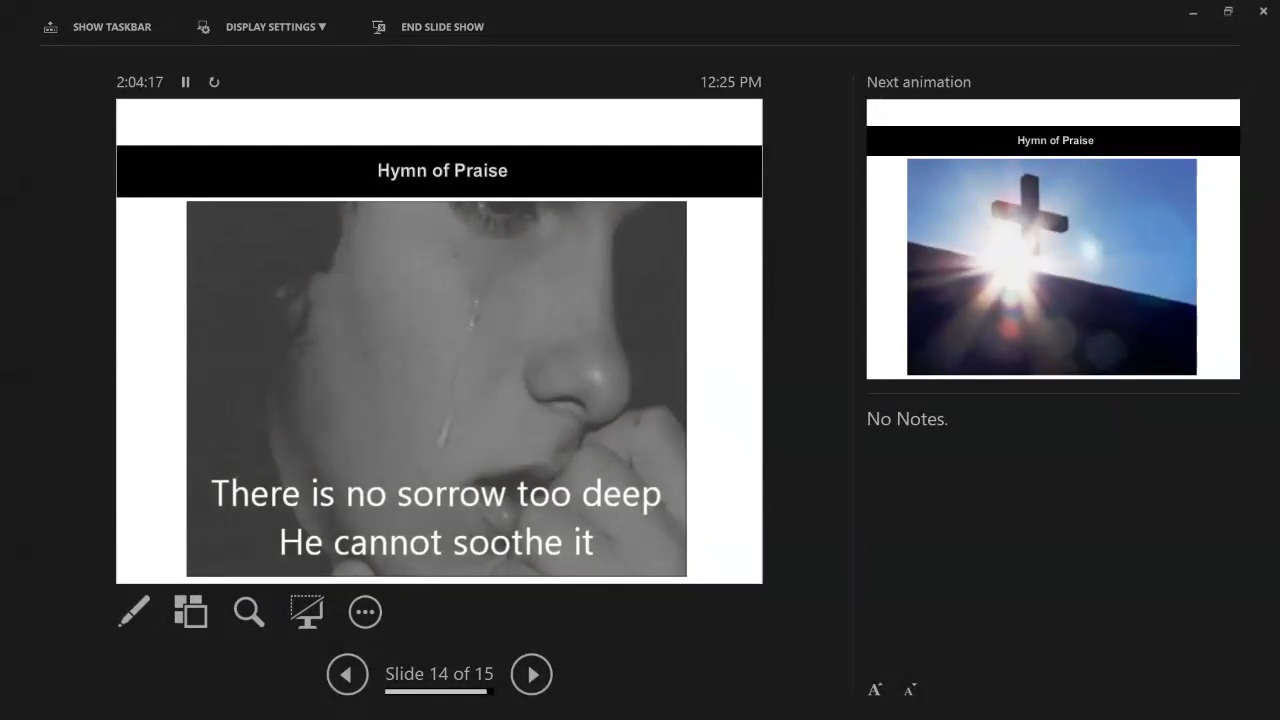 SHOW TASKBAR
DISPLAY SETTINGS ▼
END SLIDE SHOW
2:04:17
12:25 PM
Next animation
Hymn of Praise
Hymn of Praise
There is no sorrow too deep
He cannot soothe it
No Notes.
Slide 14 of 15
A A